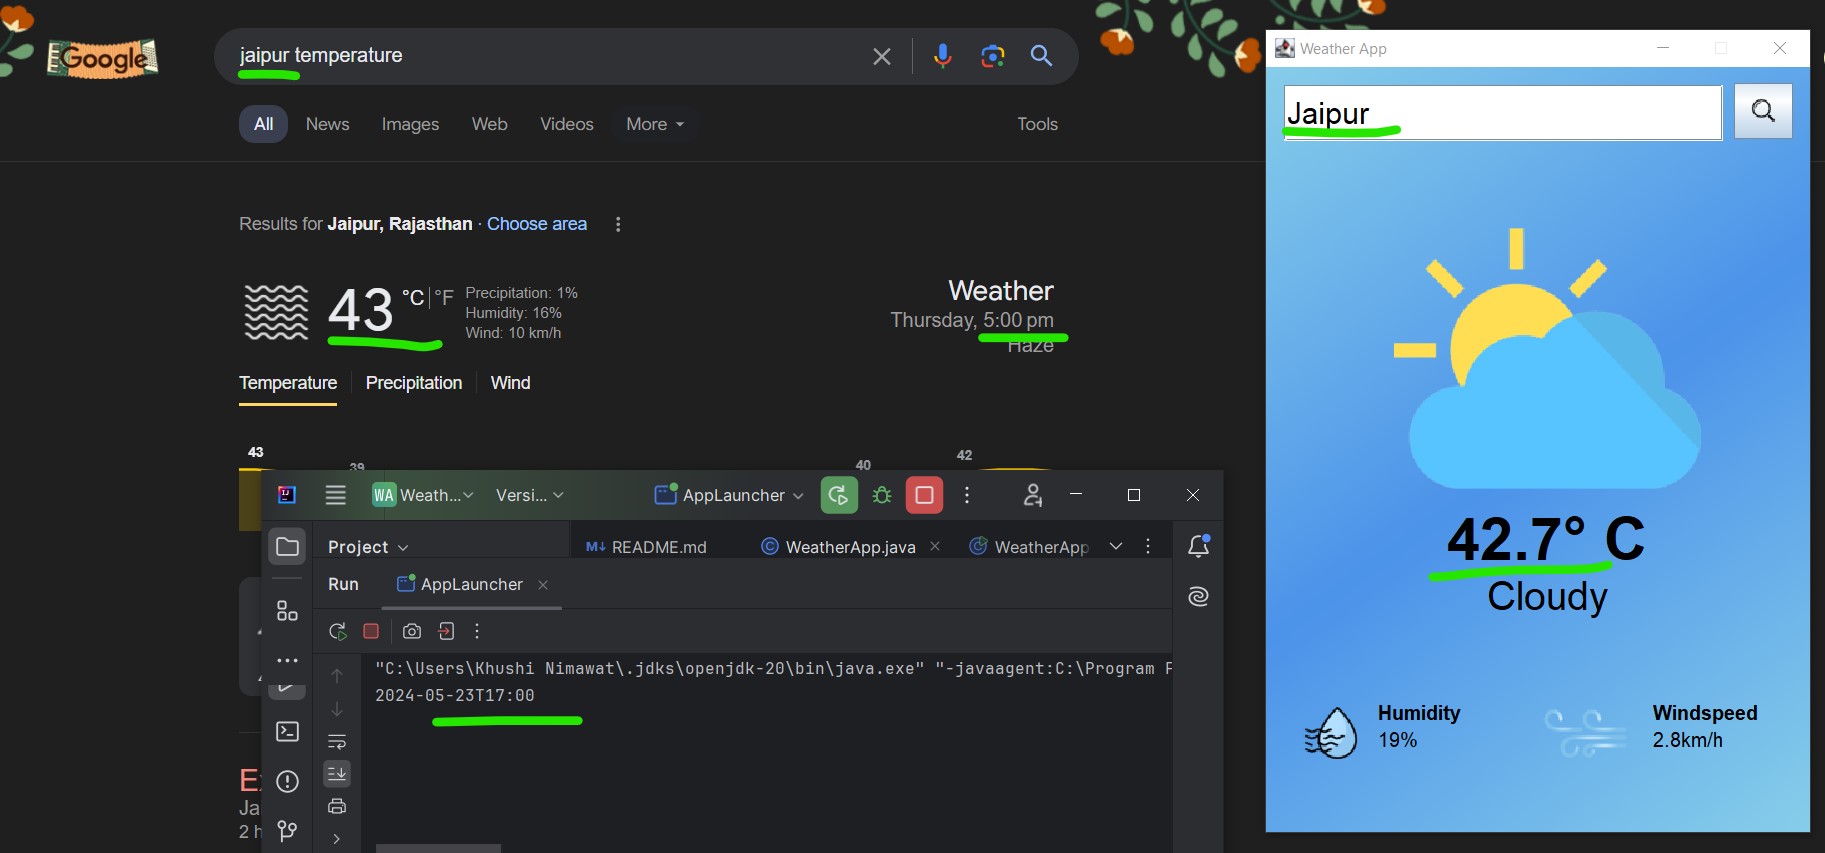 Google
jaipur temperature
All News Images Web Videos More Tools
Results for Jaipur, Rajasthan · Choose area
43 °C | °F
Precipitation: 1%
Humidity: 16%
Wind: 10 km/h
Weather
Thursday, 5:00 pm
Haze
Temperature Precipitation Wind
43 39 40 42
WA Weath... Versi... AppLauncher
Project README.md WeatherApp.java WeatherApp
Run AppLauncher
"C:\Users\Khushi Nimawat\.jdks\openjdk-20\bin\java.exe" "-javaagent:C:\Program F
2024-05-23T17:00
Ja
2 h
Weather App
Jaipur
42.7° C
Cloudy
Humidity
19%
Windspeed
2.8km/h